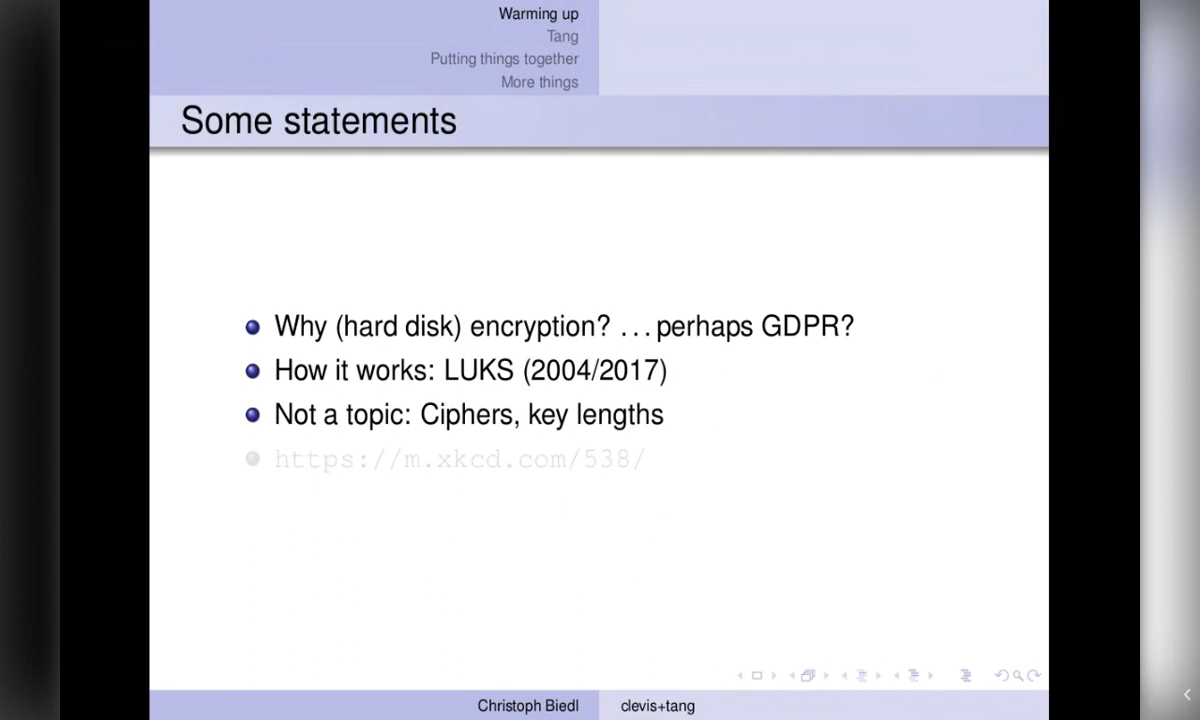 Warming up
Tang
Putting things together
More things
Some statements
Why (hard disk) encryption? ...perhaps GDPR?
How it works: LUKS (2004/2017)
Not a topic: Ciphers, key lengths
https://m.xkcd.com/538/
Christoph Biedl clevis+tang